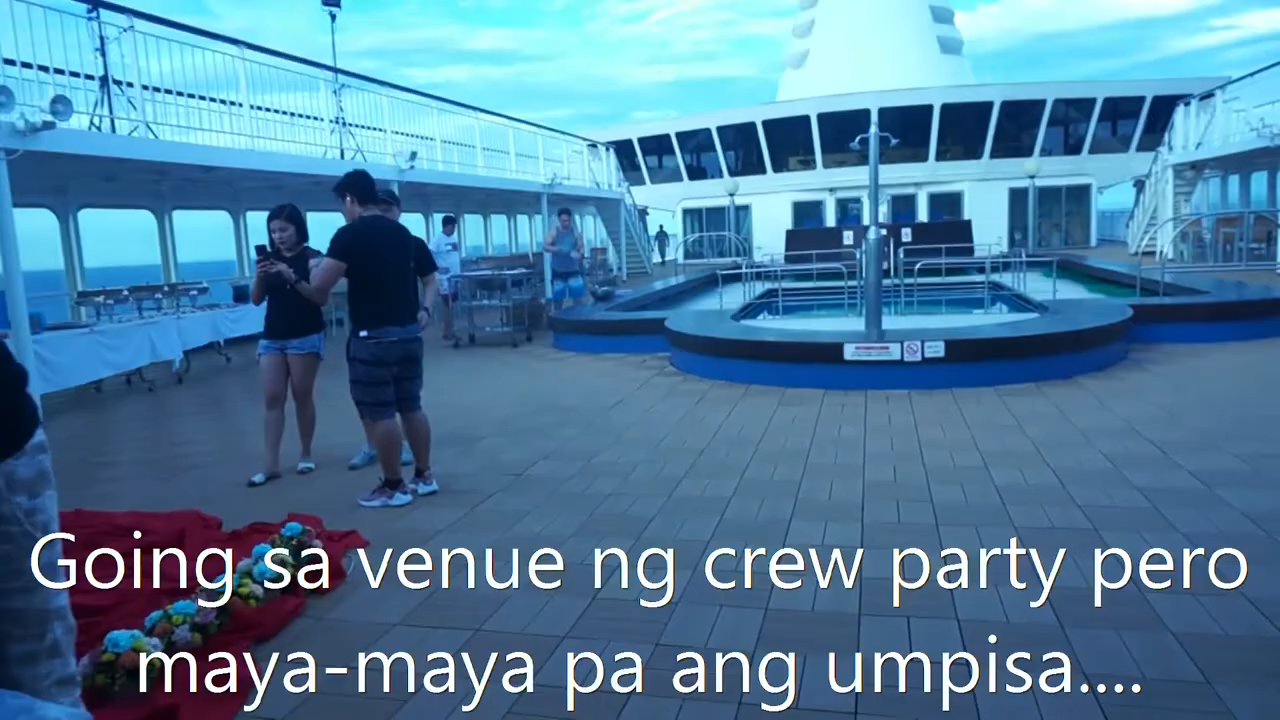 Going sa venue ng crew party pero
maya-maya pa ang umpisa....